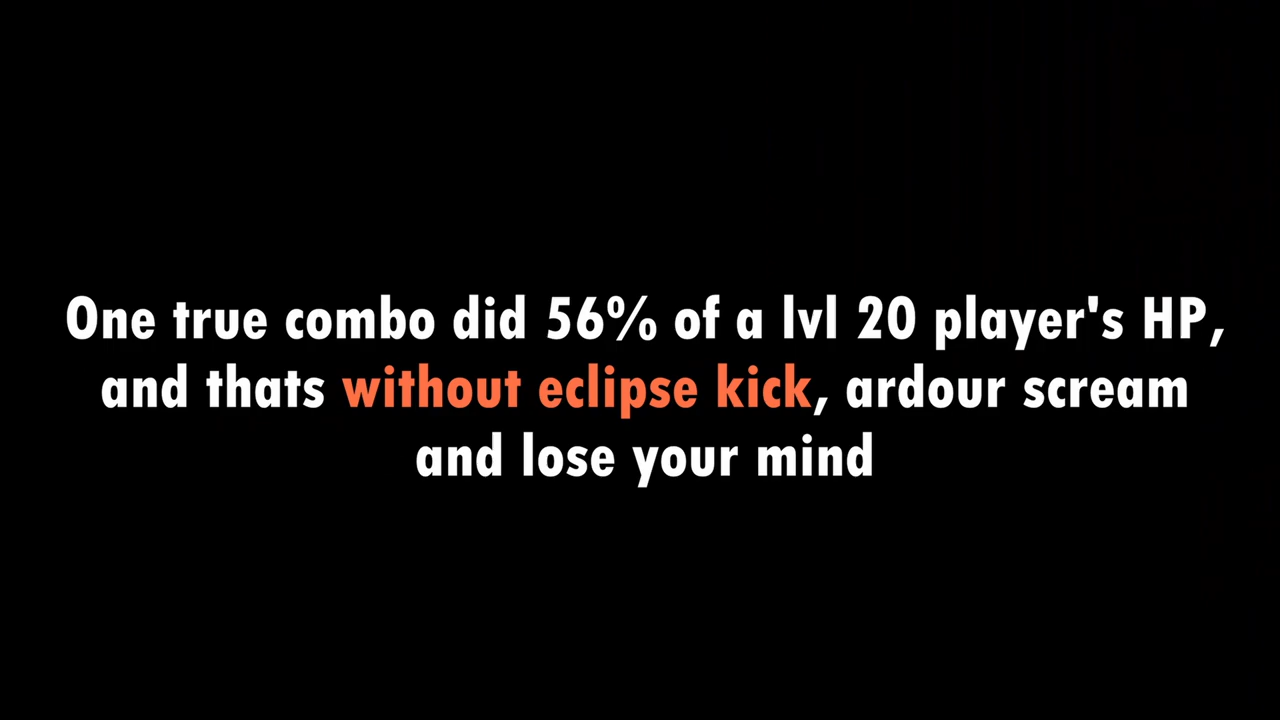 One true combo did 56% of a lvl 20 player's HP,
and thats without eclipse kick, ardour scream
and lose your mind